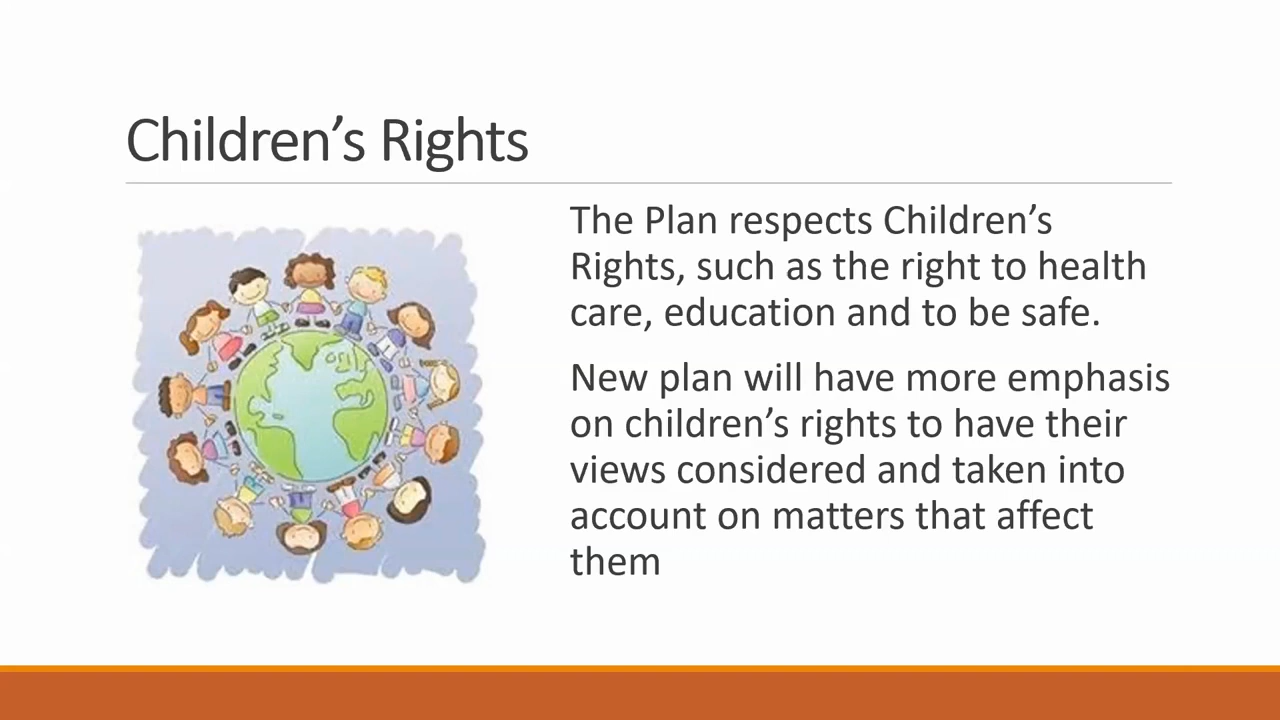 Children’s Rights
The Plan respects Children’s
Rights, such as the right to health
care, education and to be safe.
New plan will have more emphasis
on children’s rights to have their
views considered and taken into
account on matters that affect
them